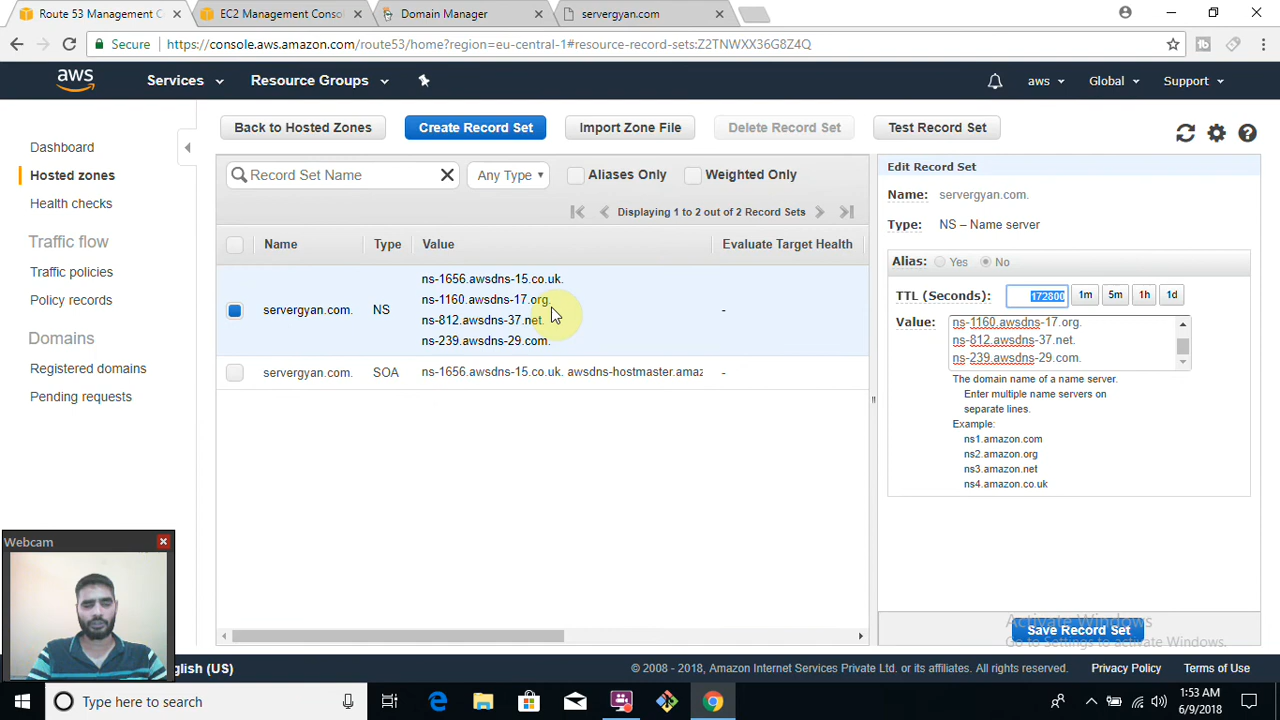 Route 53 Management C
EC2 Management Conso
Domain Manager
servergyan.com
Secure
https://console.aws.amazon.com/route53/home?region=eu-central-1#resource-record-sets:Z2TNWXX36G8Z4Q
aws
Services
Resource Groups
aws
Global
Support
Dashboard
Hosted zones
Health checks
Traffic flow
Traffic policies
Policy records
Domains
Registered domains
Pending requests
Back to Hosted Zones
Create Record Set
Import Zone File
Delete Record Set
Test Record Set
Record Set Name
Any Type
Aliases Only
Weighted Only
Displaying 1 to 2 out of 2 Record Sets
Name
Type
Value
Evaluate Target Health
servergyan.com.
NS
ns-1656.awsdns-15.co.uk.
ns-1160.awsdns-17.org.
ns-812.awsdns-37.net.
ns-239.awsdns-29.com.
-
servergyan.com.
SOA
ns-1656.awsdns-15.co.uk. awsdns-hostmaster.amaz
-
Edit Record Set
Name: servergyan.com.
Type: NS – Name server
Alias: Yes No
TTL (Seconds): 172800 1m 5m 1h 1d
Value: ns-1160.awsdns-17.org.
ns-812.awsdns-37.net.
ns-239.awsdns-29.com.
The domain name of a name server.
Enter multiple name servers on
separate lines.
Example:
ns1.amazon.com
ns2.amazon.org
ns3.amazon.net
ns4.amazon.co.uk
Activate Windows
Go to Settings to activate Windows.
Save Record Set
Webcam
glish (US)
© 2008 - 2018, Amazon Internet Services Private Ltd. or its affiliates. All rights reserved.
Privacy Policy
Terms of Use
Type here to search
1:53 AM
6/9/2018